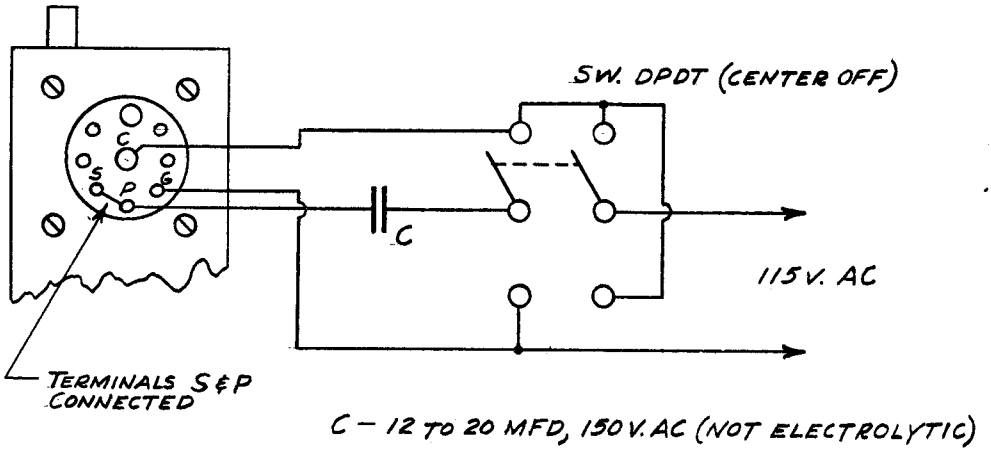 SW. DPDT (CENTER OFF)
C
S
P
G
C
115 V. AC
TERMINALS S & P
CONNECTED
C – 12 TO 20 MFD, 150 V. AC (NOT ELECTROLYTIC)